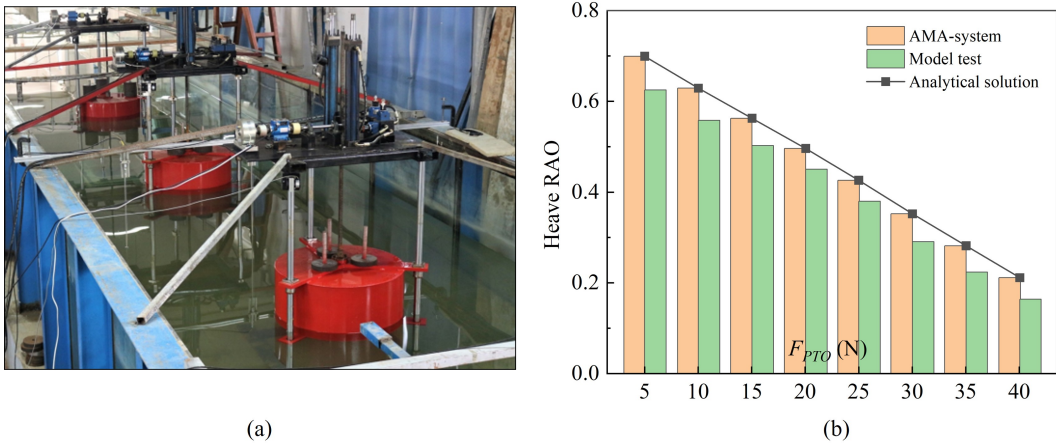 AMA-system
Model test
Analytical solution
Heave RAO
0.8
0.6
0.4
0.2
0.0
F_PTO (N)
5 10 15 20 25 30 35 40
(a) (b)